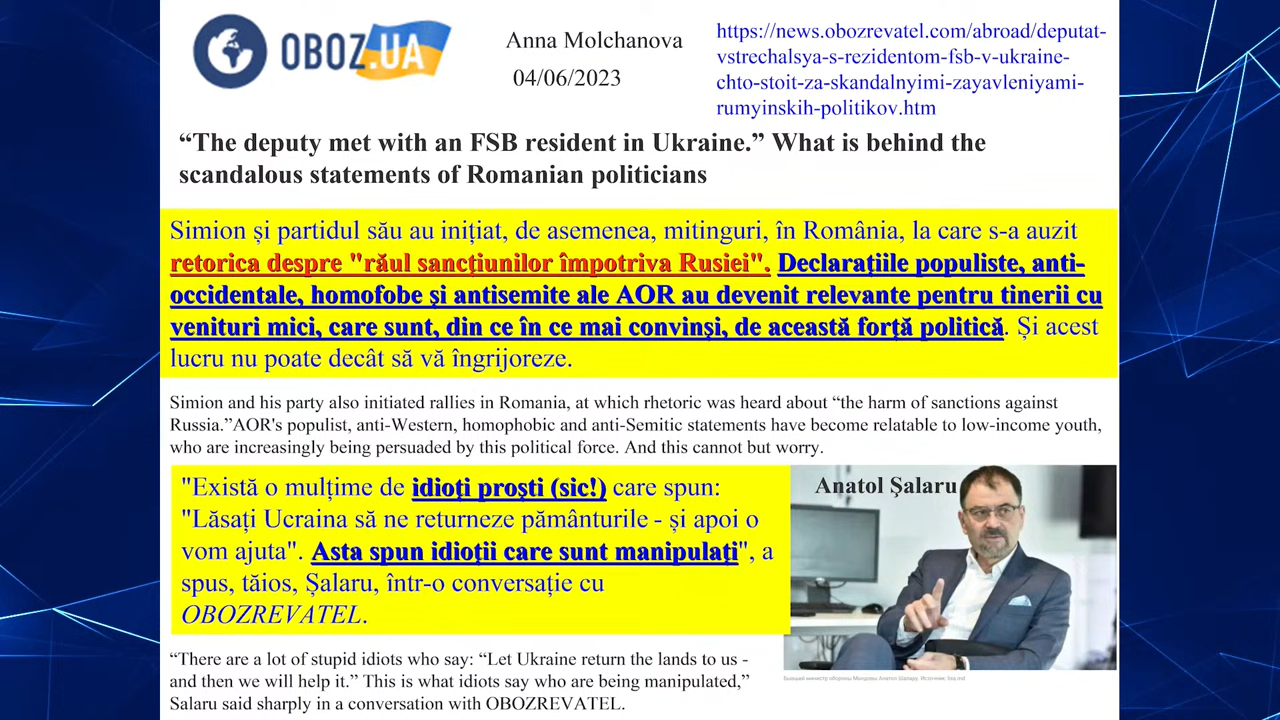 OBOZ.UA
Anna Molchanova
04/06/2023
https://news.obozrevatel.com/abroad/deputat-
vstrechalsya-s-rezidentom-fsb-v-ukraine-
chto-stoit-za-skandalnyimi-zayavleniyami-
rumyinskih-politikov.htm
“The deputy met with an FSB resident in Ukraine.” What is behind the
scandalous statements of Romanian politicians
Simion și partidul său au inițiat, de asemenea, mitinguri, în România, la care s-a auzit
retorica despre "răul sancțiunilor împotriva Rusiei". Declarațiile populiste, anti-
occidentale, homofobe și antisemite ale AOR au devenit relevante pentru tinerii cu
venituri mici, care sunt, din ce în ce mai convinși, de această forță politică. Și acest
lucru nu poate decât să vă îngrijoreze.
Simion and his party also initiated rallies in Romania, at which rhetoric was heard about “the harm of sanctions against
Russia.”AOR's populist, anti-Western, homophobic and anti-Semitic statements have become relatable to low-income youth,
who are increasingly being persuaded by this political force. And this cannot but worry.
"Există o mulțime de idioți proști (sic!) care spun:
"Lăsați Ucraina să ne returneze pământurile - și apoi o
vom ajuta". Asta spun idioții care sunt manipulați", a
spus, tăios, Șalaru, într-o conversație cu
OBOZREVATEL.
Anatol Șalaru
Бывший министр обороны Молдовы Анатол Шалару. Источник: fea.md
“There are a lot of stupid idiots who say: “Let Ukraine return the lands to us -
and then we will help it.” This is what idiots say who are being manipulated,”
Salaru said sharply in a conversation with OBOZREVATEL.